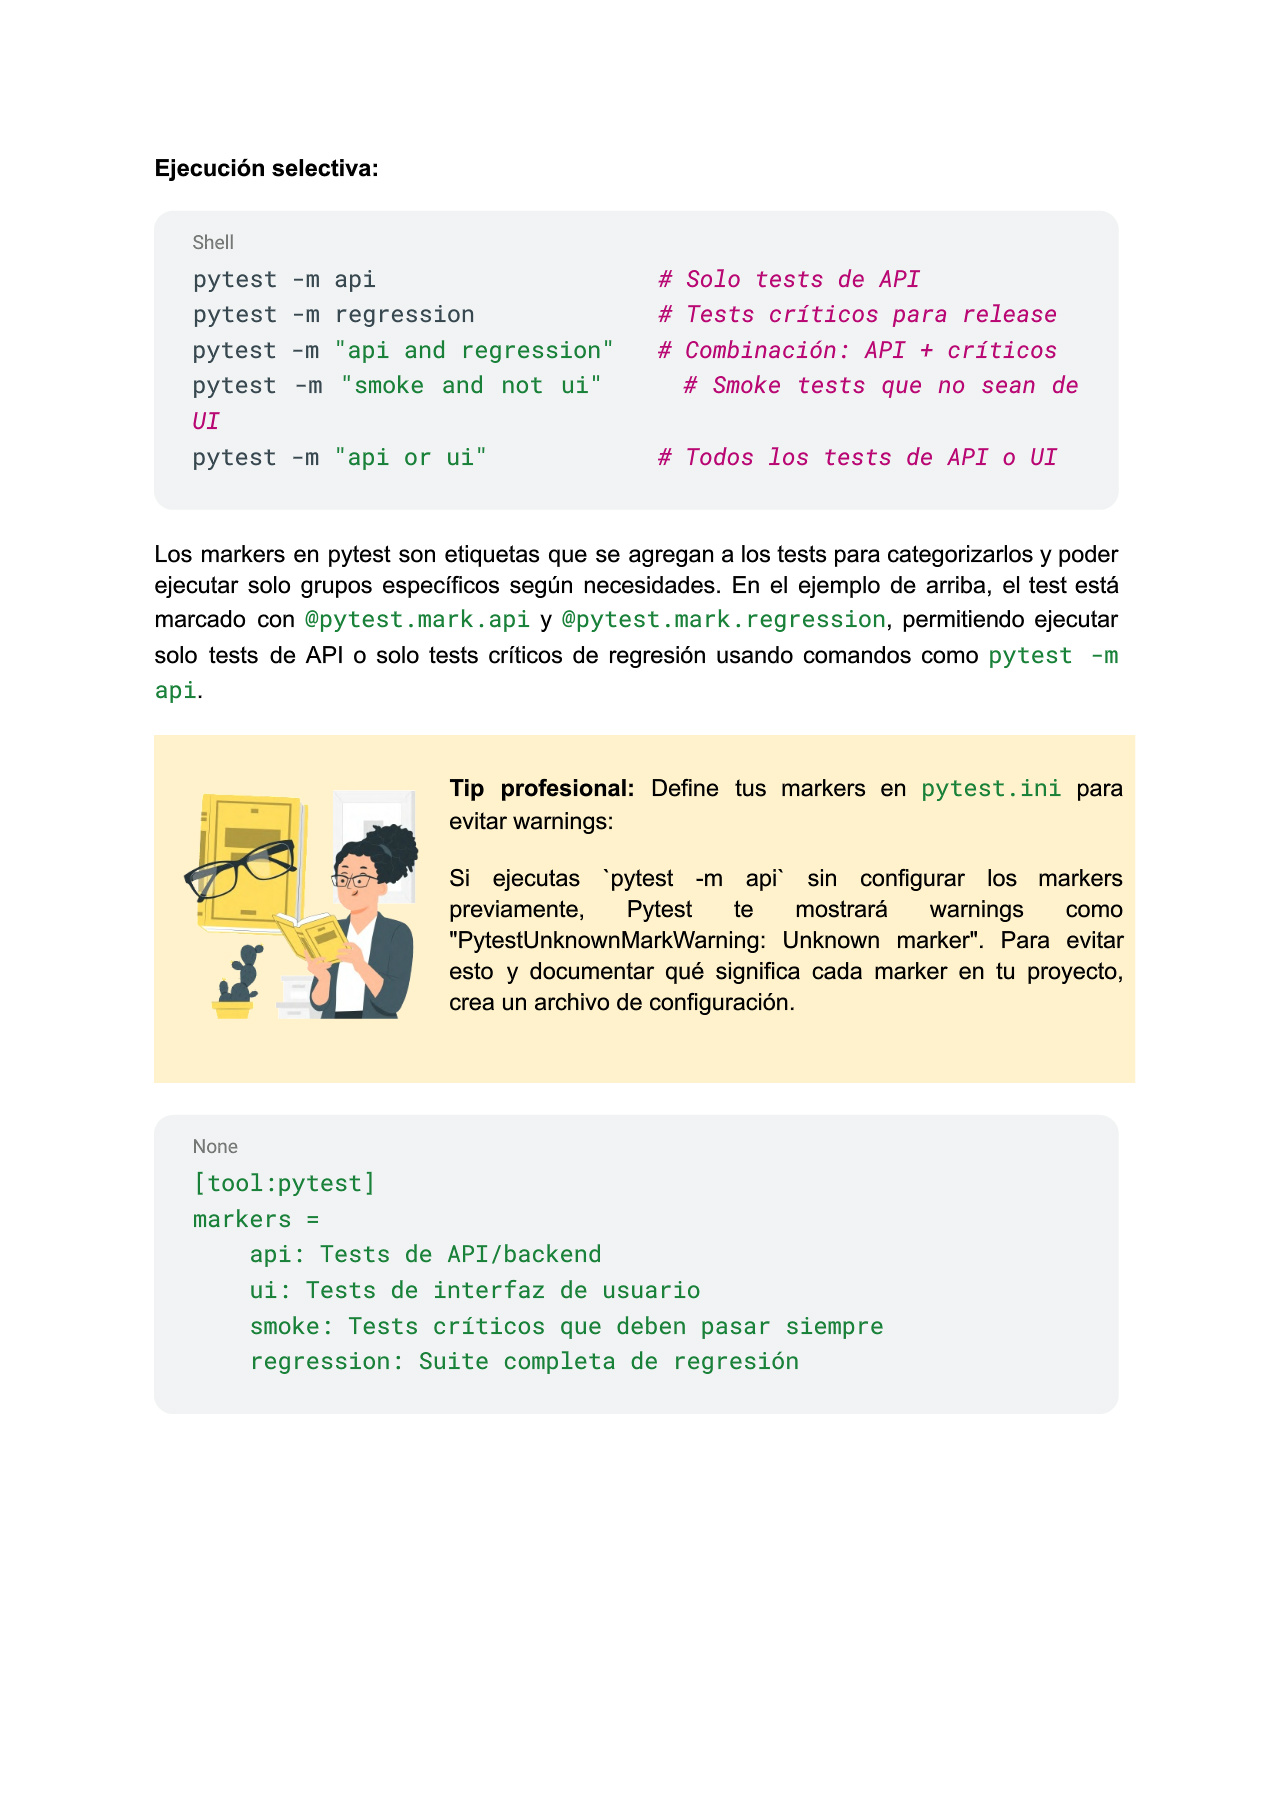 Ejecución selectiva:
Shell
pytest -m api # Solo tests de API
pytest -m regression # Tests críticos para release
pytest -m "api and regression" # Combinación: API + críticos
pytest -m "smoke and not ui" # Smoke tests que no sean de
UI
pytest -m "api or ui" # Todos los tests de API o UI
Los markers en pytest son etiquetas que se agregan a los tests para categorizarlos y poder
ejecutar solo grupos específicos según necesidades. En el ejemplo de arriba, el test está
marcado con @pytest.mark.api y @pytest.mark.regression, permitiendo ejecutar
solo tests de API o solo tests críticos de regresión usando comandos como pytest -m
api.
Tip profesional: Define tus markers en pytest.ini para
evitar warnings:
Si ejecutas `pytest -m api` sin configurar los markers
previamente, Pytest te mostrará warnings como
"PytestUnknownMarkWarning: Unknown marker". Para evitar
esto y documentar qué significa cada marker en tu proyecto,
crea un archivo de configuración.
None
[tool:pytest]
markers =
    api: Tests de API/backend
    ui: Tests de interfaz de usuario
    smoke: Tests críticos que deben pasar siempre
    regression: Suite completa de regresión